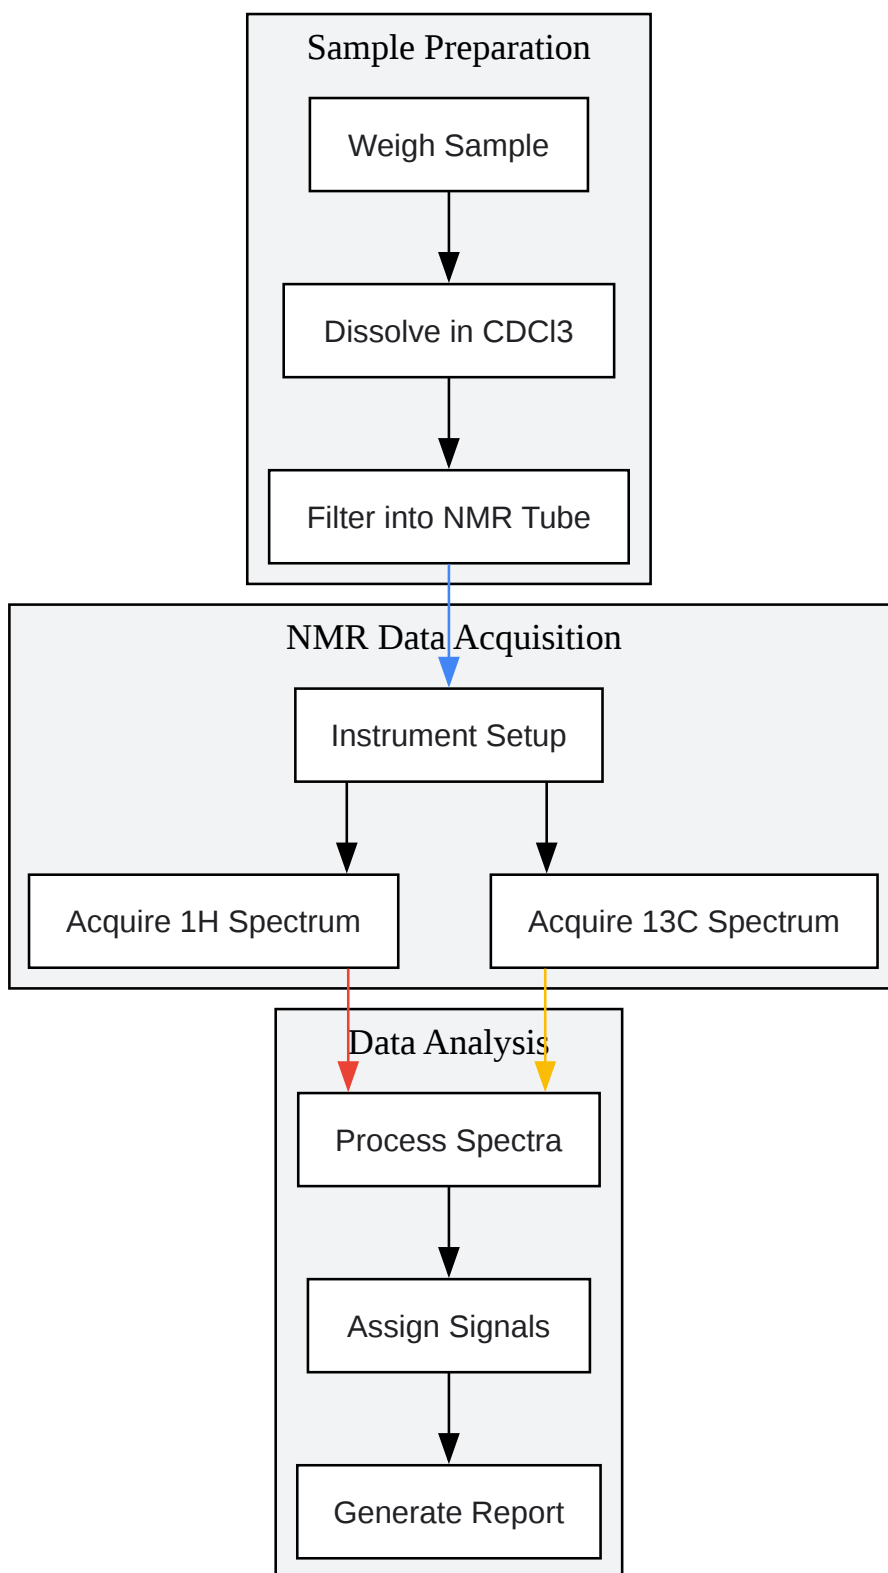 Sample Preparation
Weigh Sample
Dissolve in CDCl3
Filter into NMR Tube
NMR Data Acquisition
Instrument Setup
Acquire 1H Spectrum
Acquire 13C Spectrum
Data Analysis
Process Spectra
Assign Signals
Generate Report